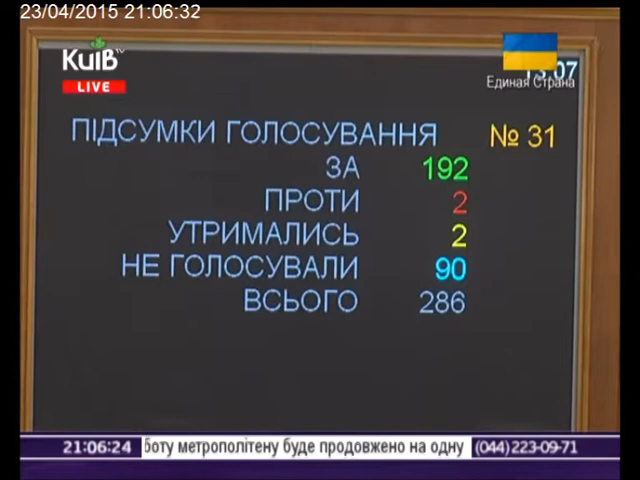 23/04/2015 21:06:32
КиїВ TV
LIVE
13:07
Единая Страна
ПІДСУМКИ ГОЛОСУВАННЯ № 31
ЗА 192
ПРОТИ 2
УТРИМАЛИСЬ 2
НЕ ГОЛОСУВАЛИ 90
ВСЬОГО 286
21:06:24 боту метрополітену буде продовжено на одну (044) 223-09-71